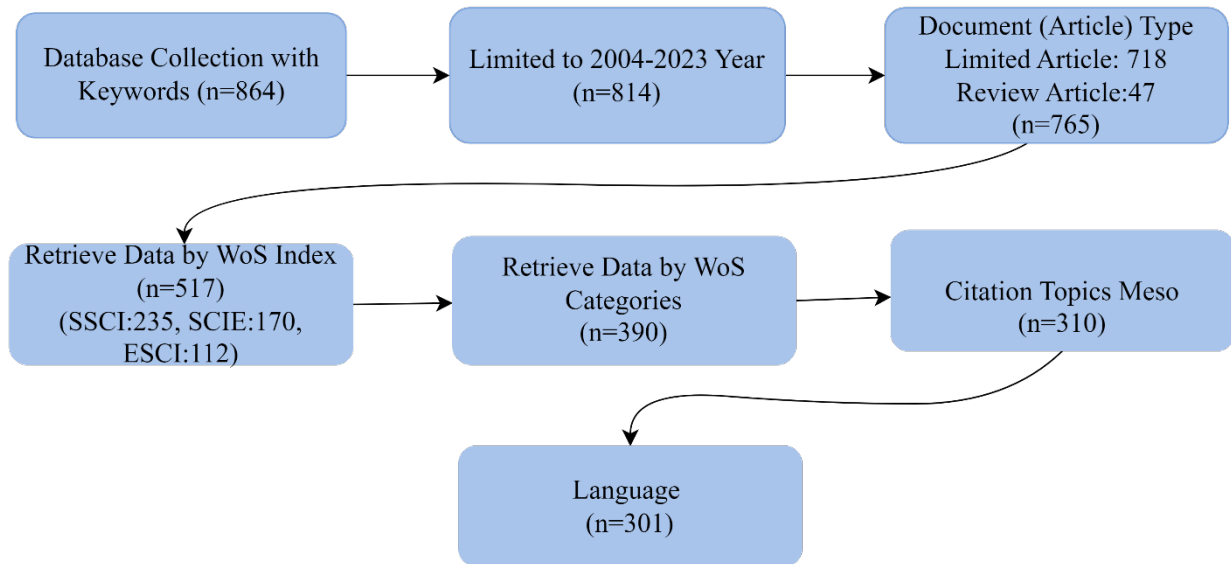 Database Collection with
Keywords (n=864)
Limited to 2004-2023 Year
(n=814)
Document (Article) Type
Limited Article: 718
Review Article:47
(n=765)
Retrieve Data by WoS Index
(n=517)
(SSCI:235, SCIE:170,
ESCI:112)
Retrieve Data by WoS
Categories
(n=390)
Citation Topics Meso
(n=310)
Language
(n=301)